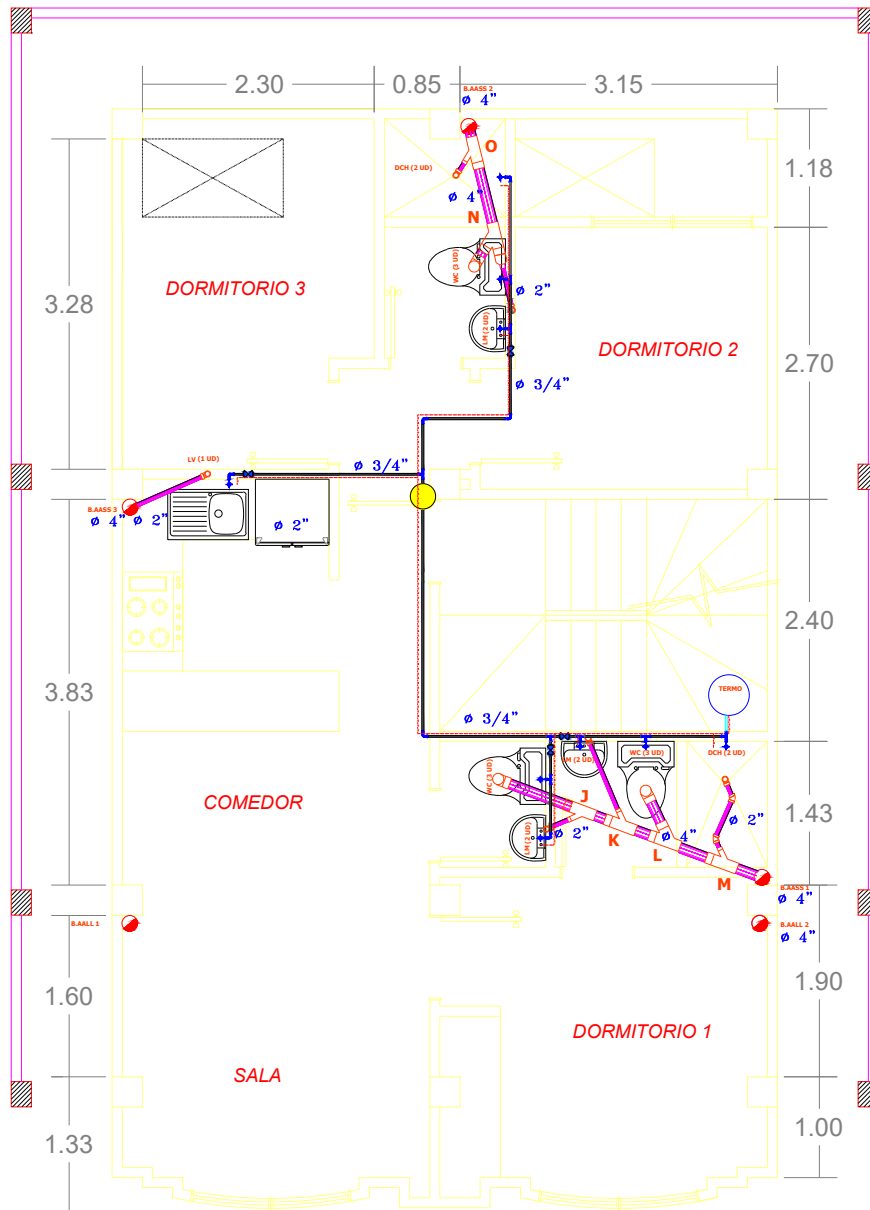 2.30
0.85
3.15
B.AASS 2
ø 4"
O
DCH (2 UD)
ø 4"
N
1.18
WC (3 UD)
DORMITORIO 3
ø 2"
3.28
LM (2 UD)
DORMITORIO 2
2.70
ø 3/4"
LV (1 UD)
ø 3/4"
B.AASS 3
ø 4"
ø 2"
ø 2"
2.40
3.83
TERMO
ø 3/4"
LM (2 UD)
WC (3 UD)
DCH (2 UD)
WC (3 UD)
COMEDOR
J
ø 2"
1.43
LM (2 UD)
ø 2"
K
ø 4"
L
M
B.AASS 1
ø 4"
B.AALL 1
B.AALL 2
ø 4"
1.60
1.90
DORMITORIO 1
SALA
1.33
1.00